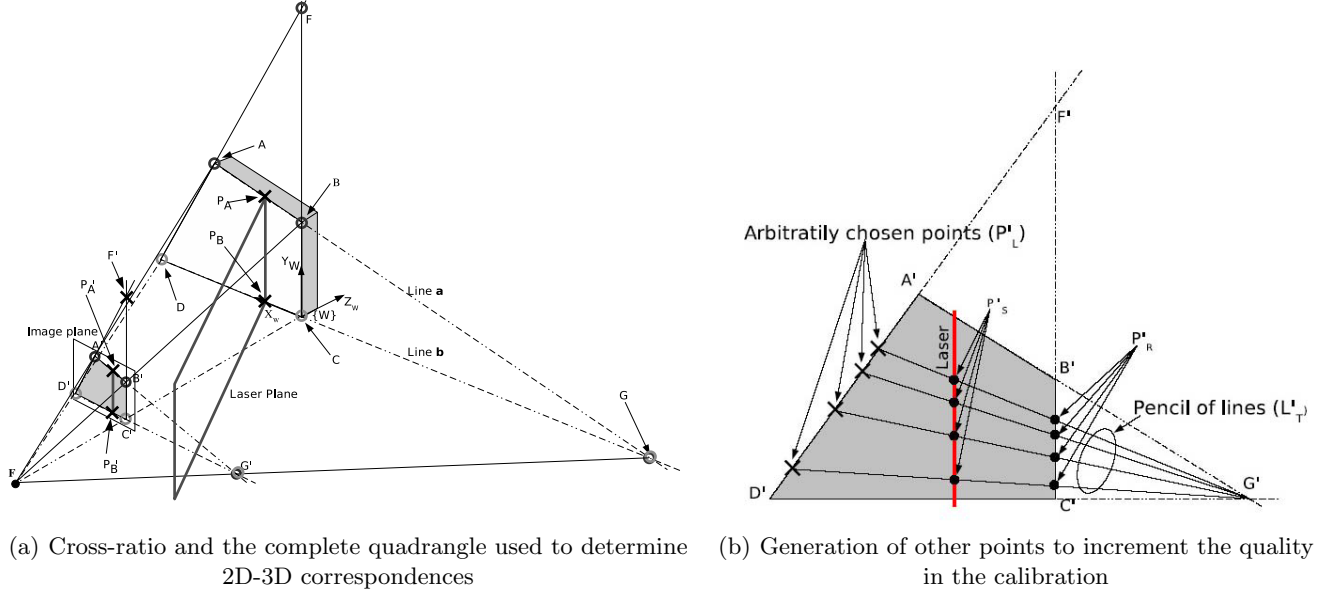 F
A
B
P_A
P_B
Y_W
F'
D
X_w
{W}
Z_w
P_A'
C
Line a
Line b
Image plane
A'
B'
D'
C'
Laser Plane
G
P_B'
E
G'
(a) Cross-ratio and the complete quadrangle used to determine
2D-3D correspondences
F'
Arbitratily chosen points (P'_L)
A'
P'_S
Laser
P'_R
B'
Pencil of lines (L'_T)
D'
C'
G'
(b) Generation of other points to increment the quality
in the calibration